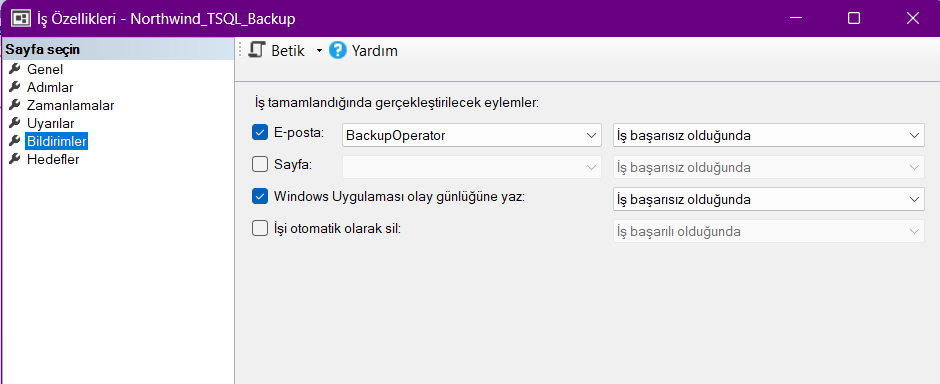 İş Özellikleri - Northwind_TSQL_Backup
Sayfa seçin
Genel
Adımlar
Zamanlamalar
Uyarılar
Bildirimler
Hedefler
Betik
Yardım
İş tamamlandığında gerçekleştirilecek eylemler:
E-posta: BackupOperator İş başarısız olduğunda
Sayfa: İş başarısız olduğunda
Windows Uygulaması olay günlüğüne yaz: İş başarısız olduğunda
İşi otomatik olarak sil: İş başarılı olduğunda